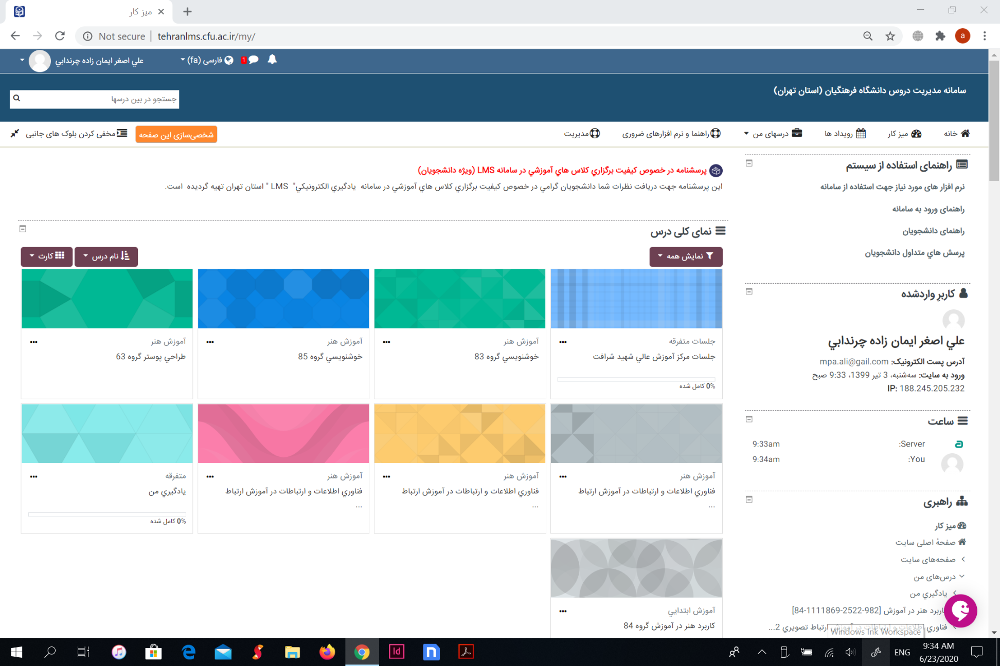 میز کار
Not secure
tehranlms.cfu.ac.ir/my/
a
علي اصغر ايمان زاده چرندابي
فارسی ‎(fa)‎
1
سامانه مدیریت دروس دانشگاه فرهنگیان (استان تهران)
جستجو در بین درسها
خانه
میز کار
رویداد ها
درسهای من
راهنما و نرم افزارهای ضروری
مدیریت
شخصی‌سازی این صفحه
مخفی کردن بلوک های جانبی
راهنمای استفاده از سیستم
نرم افزار های مورد نیاز جهت استفاده از سامانه
راهنمای ورود به سامانه
راهنمای دانشجویان
پرسش هاي متداول دانشجویان
کاربرِ واردشده
علي اصغر ايمان زاده چرندابي
آدرس پست الکترونیک: mpa.ali@gail.com
ورود به سایت: سه‌شنبه، 3 تیر 1399، 9:33 صبح
IP: 188.245.205.232
ساعت
Server:
9:33am
You:
9:34am
راهبری
میز کار
صفحهٔ اصلی سایت
صفحه‌های سایت
درس‌های من
يادگيري من
کاربرد هنر در آموزش [982-2522-1111869-84]
فناوري اطلاعات و ارتباطات در آموزش ارتباط تصويري 2...
Windows Ink Workspace
پرسشنامه در خصوص کیفیت برگزاري کلاس هاي آموزشي در سامانه LMS (ویژه دانشجویان)
این پرسشنامه جهت دریافت نظرات شما دانشجویان گرامي در خصوص کیفیت برگزاري کلاس هاي آموزشي در سامانه یادگیري الکترونیکي" LMS " استان تهران تهیه گردیده است.
نمای کلی درس
نمایش همه
نام درس
کارت
جلسات متفرقه
جلسات مرکز آموزش عالي شهيد شرافت
0% کامل شده
آموزش هنر
خوشنويسي گروه 83
آموزش هنر
خوشنويسي گروه 85
آموزش هنر
طراحي پوستر گروه 63
آموزش هنر
فناوري اطلاعات و ارتباطات در آموزش ارتباط
...
آموزش هنر
فناوري اطلاعات و ارتباطات در آموزش ارتباط
...
آموزش هنر
فناوري اطلاعات و ارتباطات در آموزش ارتباط
...
متفرقه
يادگيري من
0% کامل شده
آموزش ابتدايي
کاربرد هنر در آموزش گروه 84
Id
ENG
9:34 AM
6/23/2020